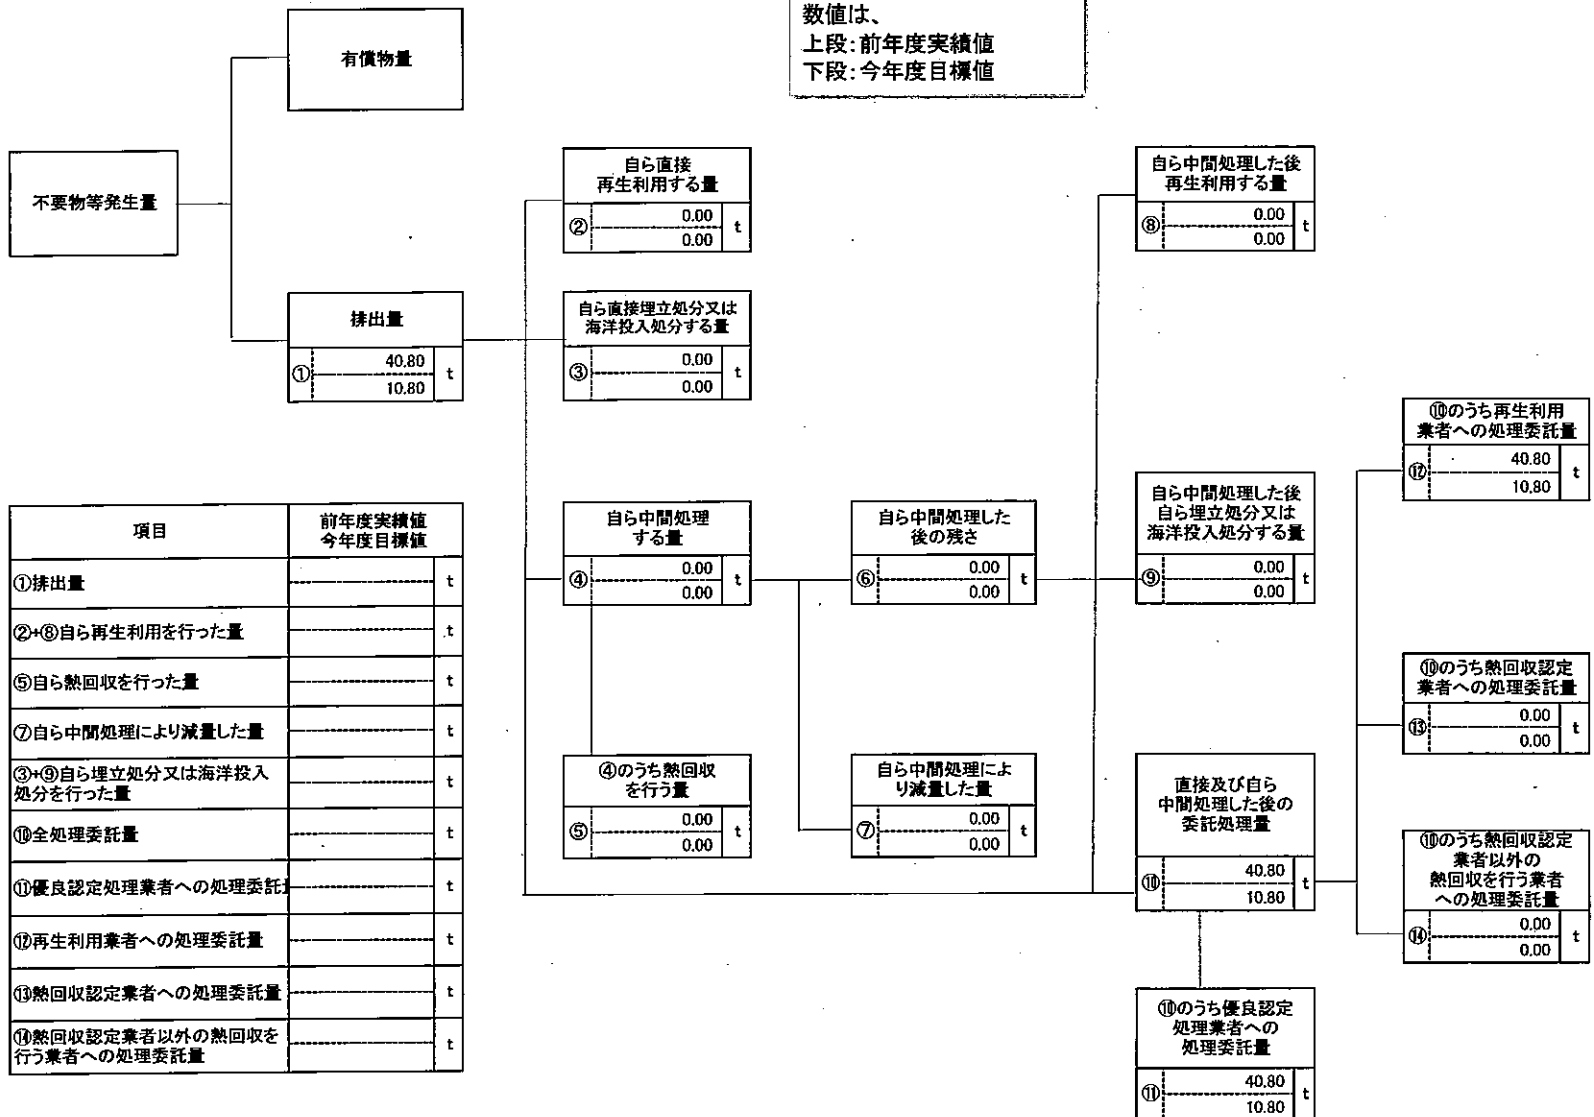 数値は、
上段:前年度実績値
下段:今年度目標値
有償物量
不要物等発生量
排出量
① 40.80
10.80 t
自ら直接
再生利用する量
② 0.00
0.00 t
自ら直接埋立処分又は
海洋投入処分する量
③ 0.00
0.00 t
自ら中間処理
する量
④ 0.00
0.00 t
④のうち熱回収
を行う量
⑤ 0.00
0.00 t
自ら中間処理した
後の残さ
⑥ 0.00
0.00 t
自ら中間処理によ
り減量した量
⑦ 0.00
0.00 t
自ら中間処理した後
再生利用する量
⑧ 0.00
0.00 t
自ら中間処理した後
自ら埋立処分又は
海洋投入処分する量
⑨ 0.00
0.00 t
直接及び自ら
中間処理した後の
委託処理量
⑩ 40.80
10.80 t
⑩のうち優良認定
処理業者への
処理委託量
⑪ 40.80
10.80 t
⑩のうち再生利用
業者への処理委託量
⑫ 40.80
10.80 t
⑩のうち熱回収認定
業者への処理委託量
⑬ 0.00
0.00 t
⑩のうち熱回収認定
業者以外の
熱回収を行う業者
への処理委託量
⑭ 0.00
0.00 t
項目 前年度実績値
今年度目標値
①排出量 t
②+⑧自ら再生利用を行った量 t
⑤自ら熱回収を行った量 t
⑦自ら中間処理により減量した量 t
③+⑨自ら埋立処分又は海洋投入
処分を行った量 t
⑩全処理委託量 t
⑪優良認定処理業者への処理委託 t
⑫再生利用業者への処理委託量 t
⑬熱回収認定業者への処理委託量 t
⑭熱回収認定業者以外の熱回収を
行う業者への処理委託量 t